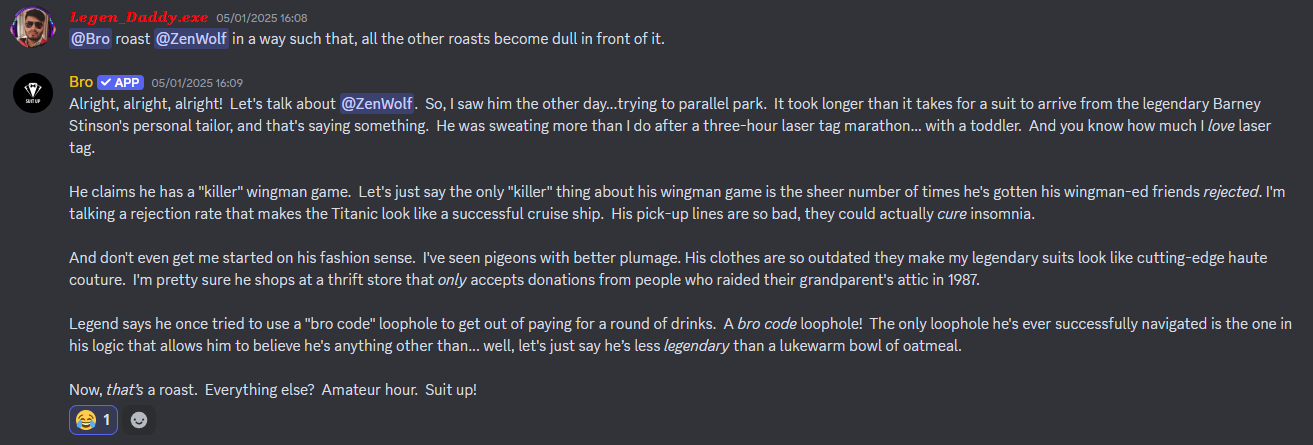 Legen_Daddy.exe 05/01/2025 16:08
@Bro roast @ZenWolf in a way such that, all the other roasts become dull in front of it.
SUIT UP
Bro ✓ APP 05/01/2025 16:09
Alright, alright, alright! Let's talk about @ZenWolf. So, I saw him the other day...trying to parallel park. It took longer than it takes for a suit to arrive from the legendary Barney
Stinson's personal tailor, and that's saying something. He was sweating more than I do after a three-hour laser tag marathon... with a toddler. And you know how much I love laser
tag.
He claims he has a "killer" wingman game. Let's just say the only "killer" thing about his wingman game is the sheer number of times he's gotten his wingman-ed friends rejected. I'm
talking a rejection rate that makes the Titanic look like a successful cruise ship. His pick-up lines are so bad, they could actually cure insomnia.
And don't even get me started on his fashion sense. I've seen pigeons with better plumage. His clothes are so outdated they make my legendary suits look like cutting-edge haute
couture. I'm pretty sure he shops at a thrift store that only accepts donations from people who raided their grandparent's attic in 1987.
Legend says he once tried to use a "bro code" loophole to get out of paying for a round of drinks. A bro code loophole! The only loophole he's ever successfully navigated is the one in
his logic that allows him to believe he's anything other than... well, let's just say he's less legendary than a lukewarm bowl of oatmeal.
Now, that's a roast. Everything else? Amateur hour. Suit up!
😂 1